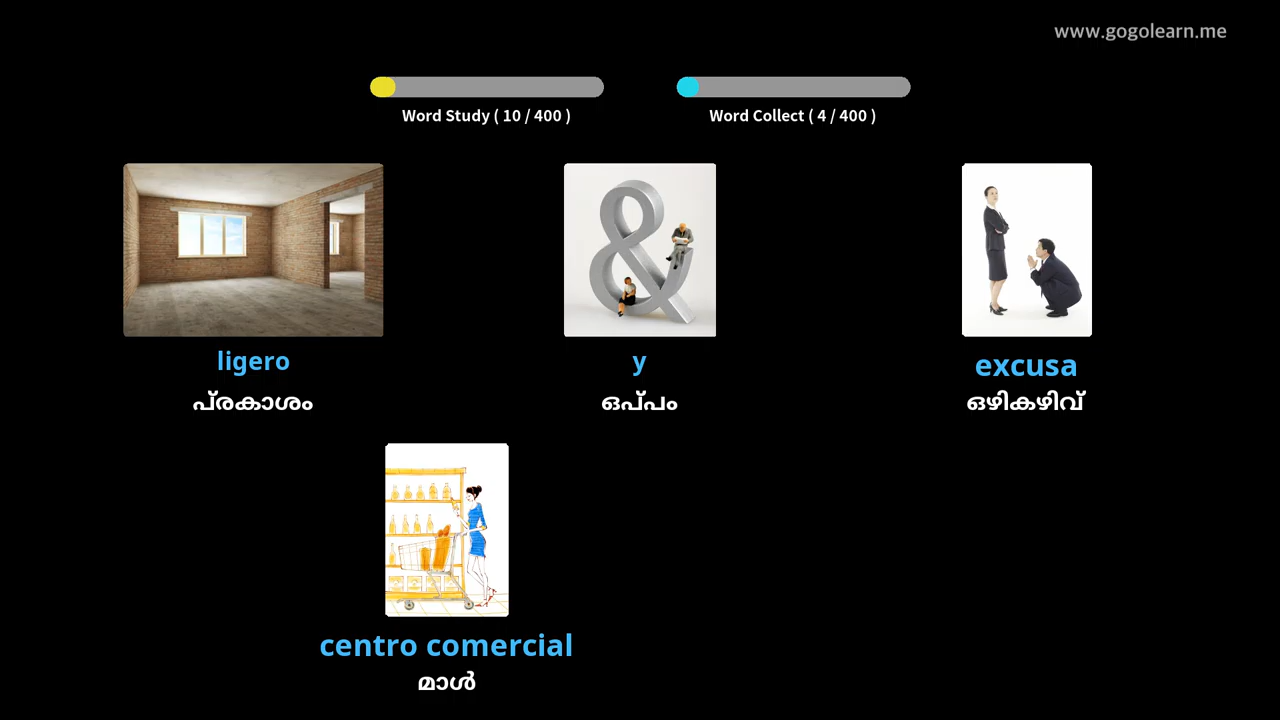 www.gogolearn.me
Word Study ( 10 / 400 )
Word Collect ( 4 / 400 )
ligero
പ്രകാശം
y
ഒപ്പം
excusa
ഒഴികഴിവ്
centro comercial
മാൾ